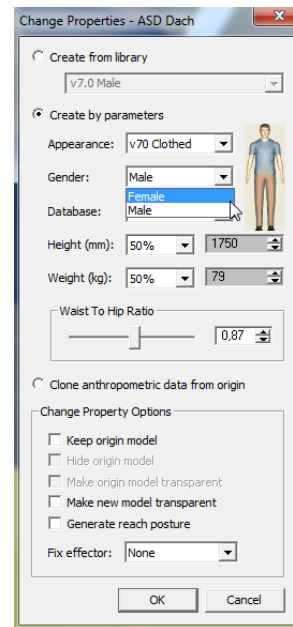 Change Properties - ASD Dach
Create from library
v7.0 Male
Create by parameters
Appearance: v70 Clothed
Gender: Male
Female
Database: Male
Height (mm): 50% 1750
Weight (kg): 50% 79
Waist To Hip Ratio
0,87
Clone anthropometric data from origin
Change Property Options
Keep origin model
Hide origin model
Make origin model transparent
Make new model transparent
Generate reach posture
Fix effector: None
OK Cancel